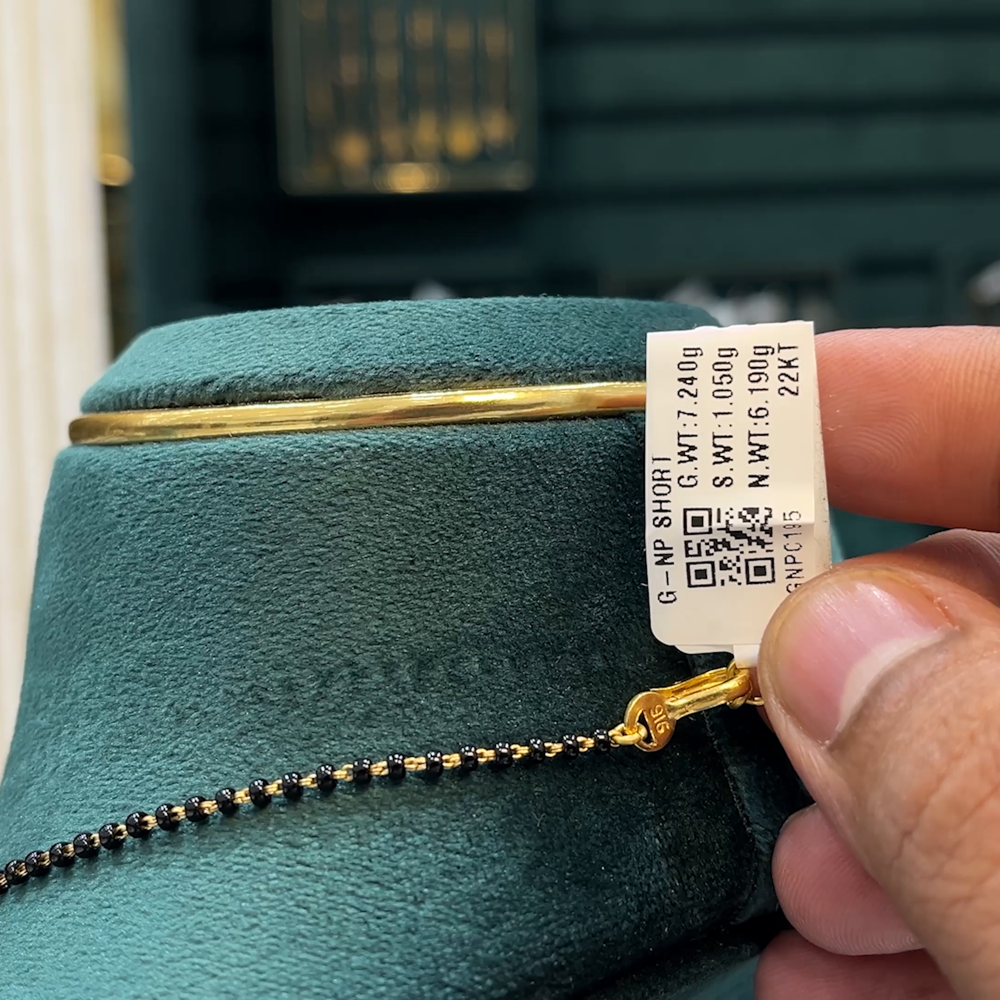 G-NP SHORT
G.WT:7.240g
S.WT:1.050g
N.WT:6.190g
22KT
GNPC195
916